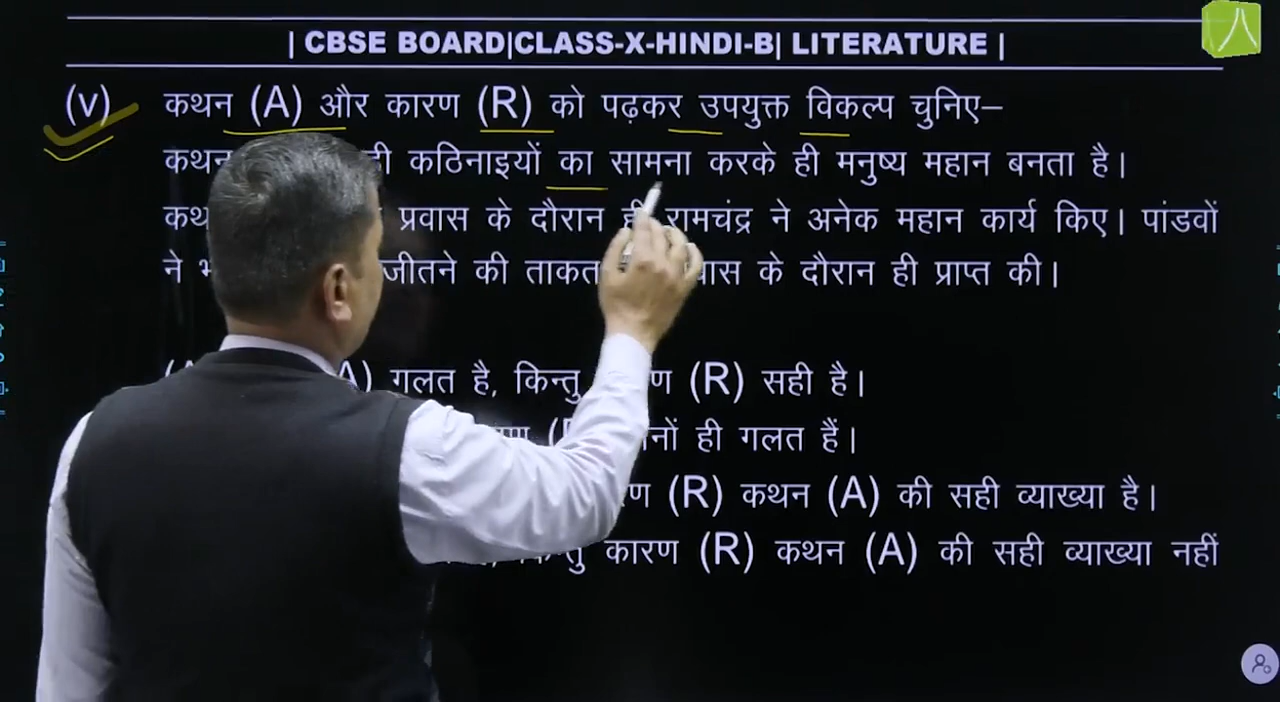 | CBSE BOARD|CLASS-X-HINDI-B| LITERATURE |
(v) कथन (A) और कारण (R) को पढ़कर उपयुक्त विकल्प चुनिए–
कथन ही कठिनाइयों का सामना करके ही मनुष्य महान बनता है।
प्रवास के दौरान ही रामचंद्र ने अनेक महान कार्य किए। पांडवों
ने जीतने की ताकत के दौरान ही प्राप्त की।
A) गलत है, किन्तु (R) सही है।
ही गलत हैं।
(R) कथन (A) की सही व्याख्या है।
कारण (R) कथन (A) की सही व्याख्या नहीं